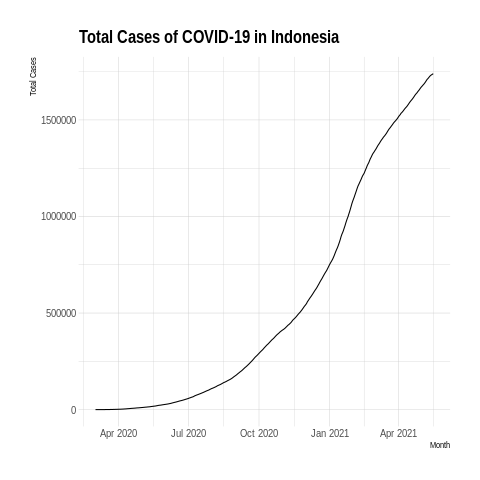 Total Cases of COVID-19 in Indonesia
Total Cases
1500000
1000000
500000
0
Apr 2020 Jul 2020 Oct 2020 Jan 2021 Apr 2021
Month